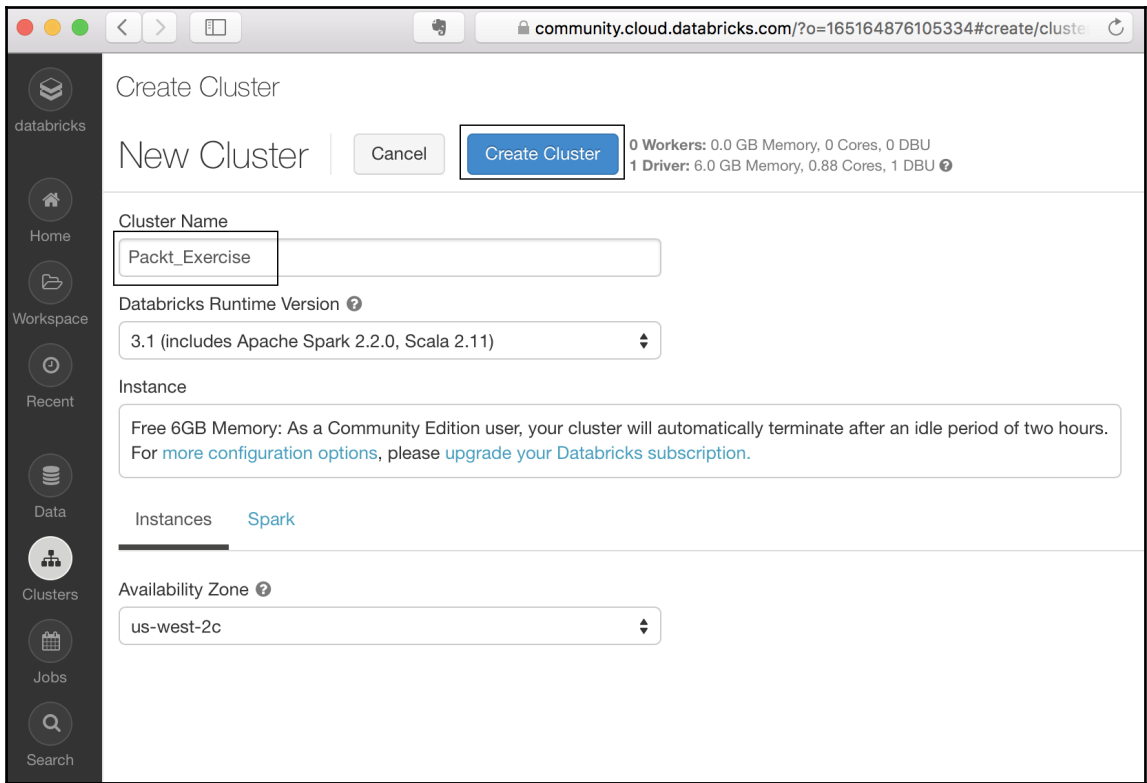 community.cloud.databricks.com/?o=165164876105334#create/cluste
databricks
Home
Workspace
Recent
Data
Clusters
Jobs
Search
Create Cluster
New Cluster
Cancel
Create Cluster
0 Workers: 0.0 GB Memory, 0 Cores, 0 DBU
1 Driver: 6.0 GB Memory, 0.88 Cores, 1 DBU ?
Cluster Name
Packt_Exercise
Databricks Runtime Version ?
3.1 (includes Apache Spark 2.2.0, Scala 2.11)
Instance
Free 6GB Memory: As a Community Edition user, your cluster will automatically terminate after an idle period of two hours.
For more configuration options, please upgrade your Databricks subscription.
Instances Spark
Availability Zone ?
us-west-2c